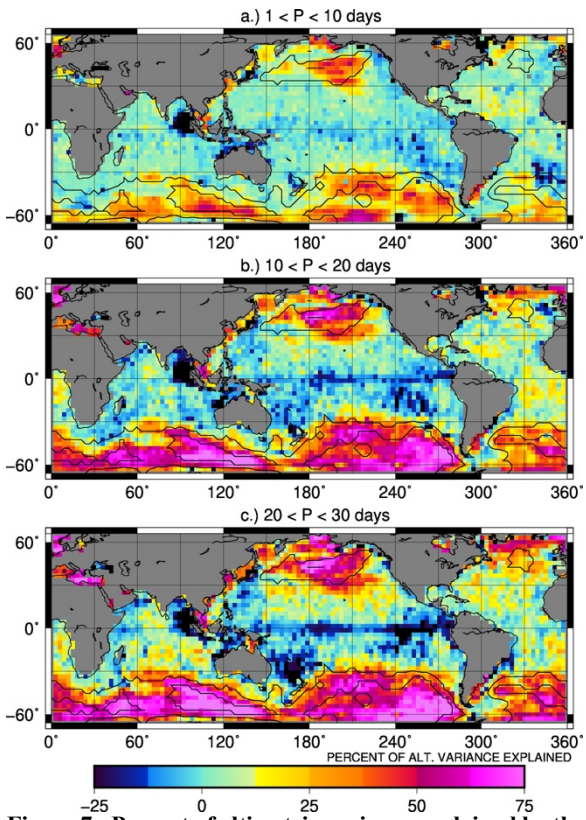 a.) 1 < P < 10 days
60˚
0˚
−60˚
0˚ 60˚ 120˚ 180˚ 240˚ 300˚ 360˚
b.) 10 < P < 20 days
60˚
0˚
−60˚
0˚ 60˚ 120˚ 180˚ 240˚ 300˚ 360˚
c.) 20 < P < 30 days
60˚
0˚
−60˚
0˚ 60˚ 120˚ 180˚ 240˚ 300˚ 360˚
PERCENT OF ALT. VARIANCE EXPLAINED
−25 0 25 50 75
Figure 7. Percent of altimetric variance explained by the